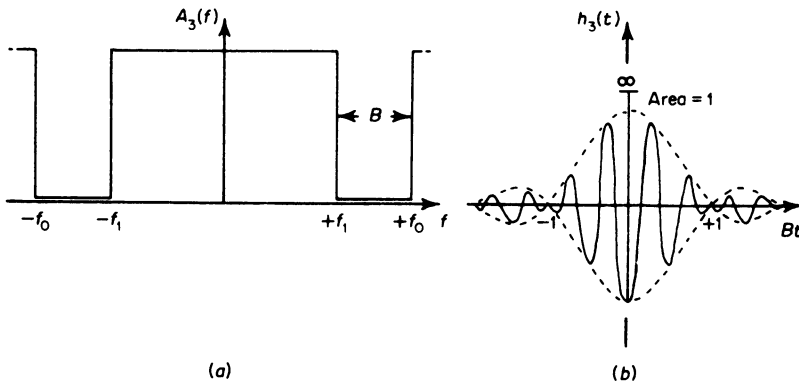 A₃(f)
B
−f₀
−f₁
+f₁
+f₀
f
(a)
h₃(t)
∞
Area = 1
−1
+1
Bt
(b)